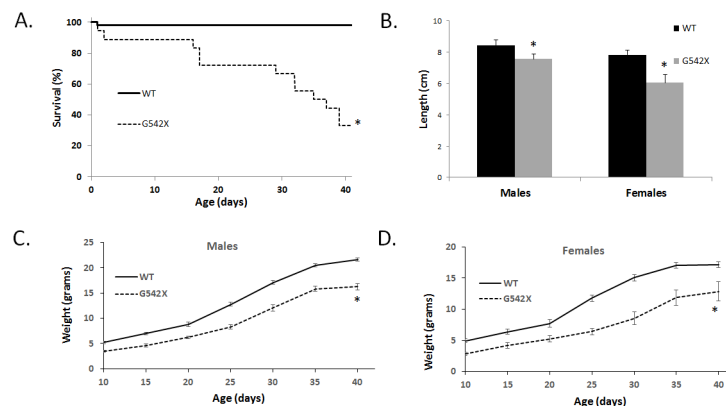 A.
100
80
60
40
20
0
Survival (%)
WT
G542X
*
0 10 20 30 40
Age (days)
B.
10
8
6
4
2
0
Length (cm)
WT
G542X
*
*
Males Females
C.
Males
25
20
15
10
5
0
Weight (grams)
WT
G542X
*
10 15 20 25 30 35 40
Age (days)
D.
Females
20
15
10
5
0
Weight (grams)
WT
G542X
*
10 15 20 25 30 35 40
Age (days)